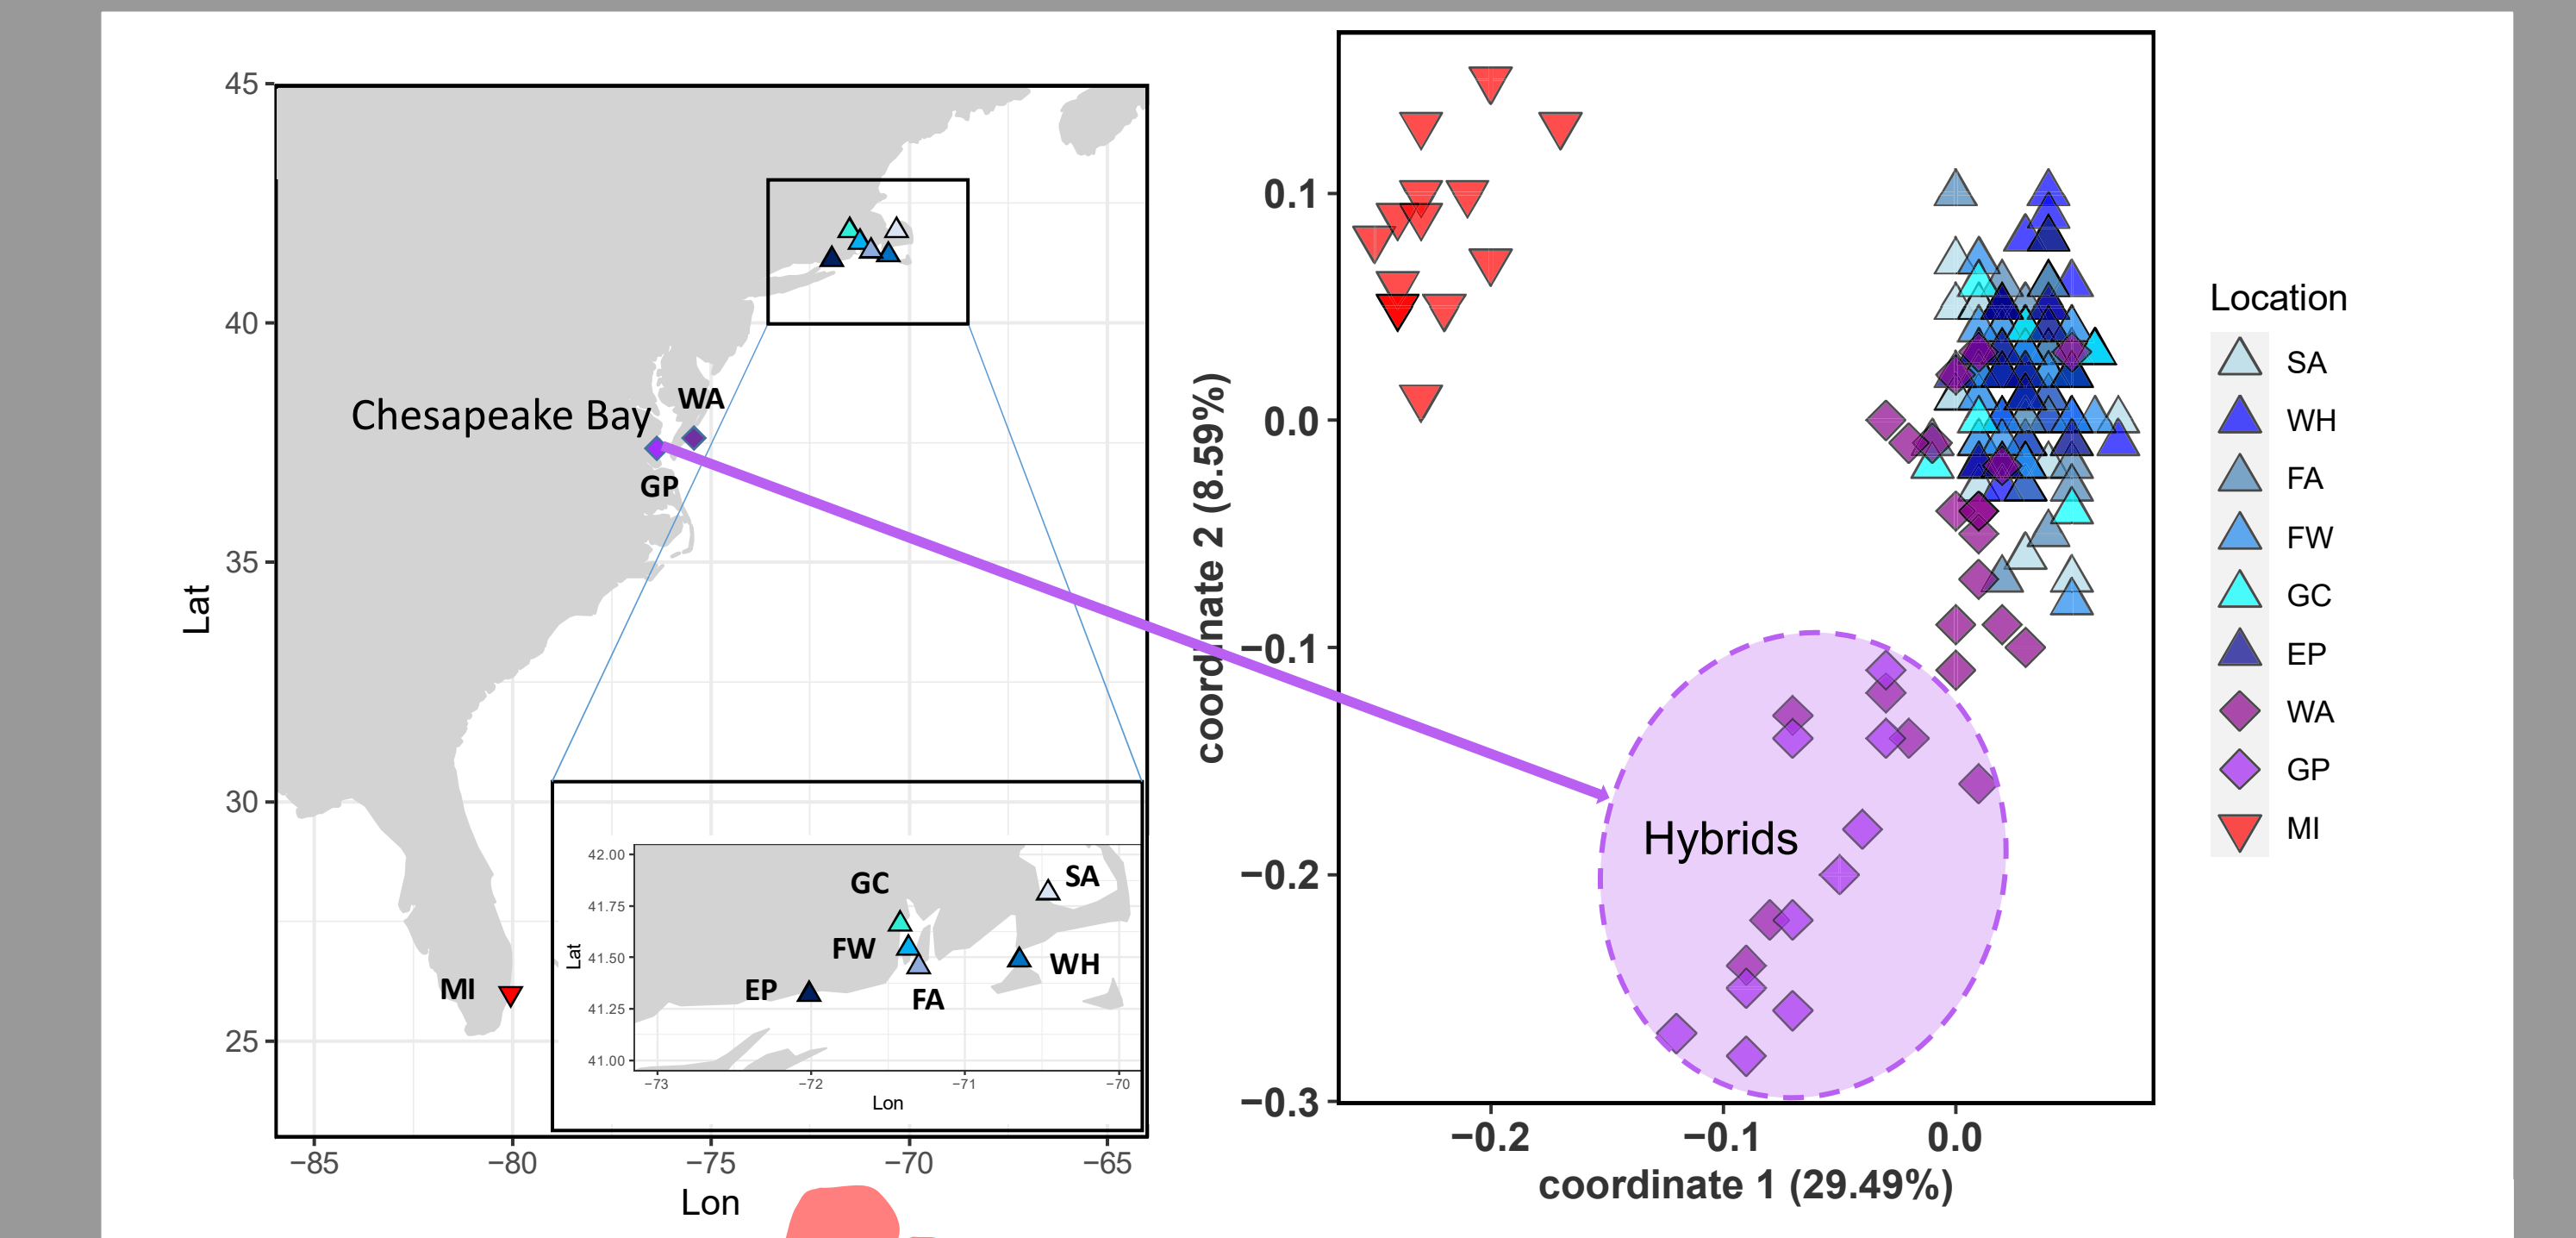 45
40
35
30
25
Lat
−85
−80
−75
−70
−65
Lon
Chesapeake Bay
WA
GP
MI
42.00
41.75
41.50
41.25
41.00
Lat
−73
−72
−71
−70
Lon
GC
SA
FW
WH
EP
FA
0.1
0.0
−0.1
−0.2
−0.3
coordinate 2 (8.59%)
Hybrids
−0.2
−0.1
0.0
coordinate 1 (29.49%)
Location
SA
WH
FA
FW
GC
EP
WA
GP
MI